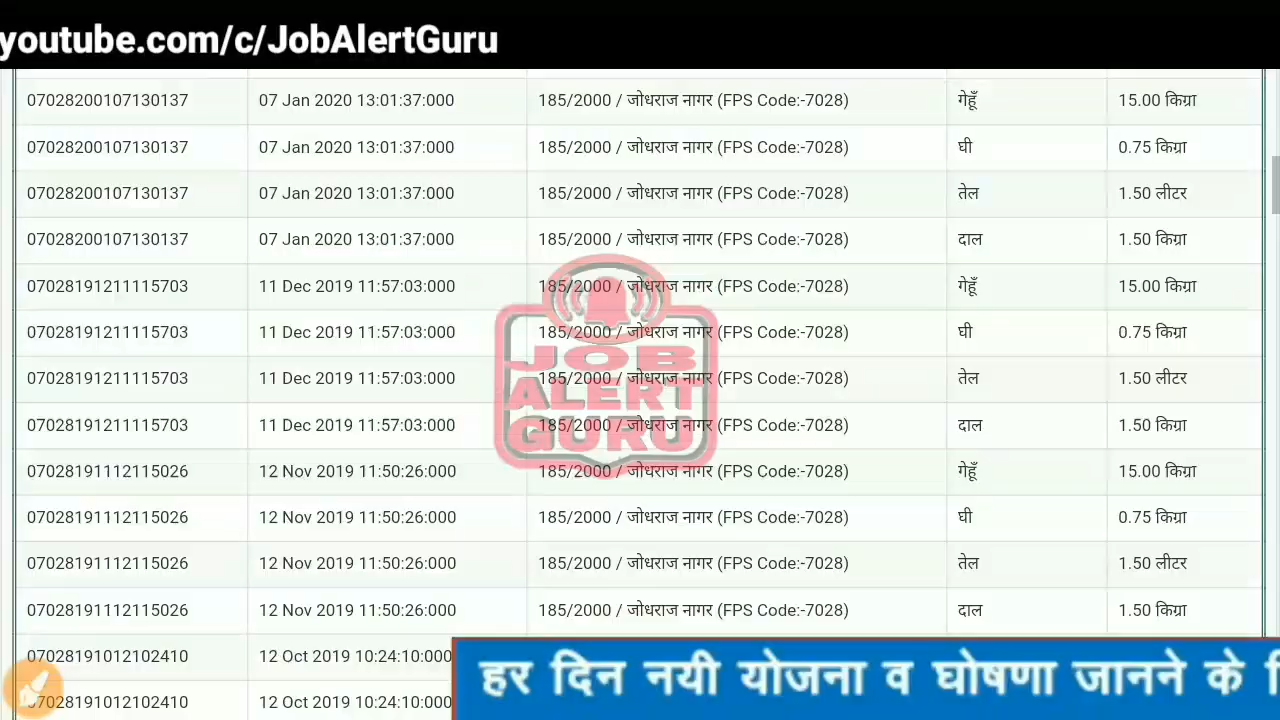 youtube.com/c/JobAlertGuru
07028200107130137 07 Jan 2020 13:01:37:000 185/2000 / जोधराज नागर (FPS Code:-7028) गेहूँ 15.00 किग्रा
07028200107130137 07 Jan 2020 13:01:37:000 185/2000 / जोधराज नागर (FPS Code:-7028) घी 0.75 किग्रा
07028200107130137 07 Jan 2020 13:01:37:000 185/2000 / जोधराज नागर (FPS Code:-7028) तेल 1.50 लीटर
07028200107130137 07 Jan 2020 13:01:37:000 185/2000 / जोधराज नागर (FPS Code:-7028) दाल 1.50 किग्रा
07028191211115703 11 Dec 2019 11:57:03:000 185/2000 / जोधराज नागर (FPS Code:-7028) गेहूँ 15.00 किग्रा
07028191211115703 11 Dec 2019 11:57:03:000 185/2000 / जोधराज नागर (FPS Code:-7028) घी 0.75 किग्रा
07028191211115703 11 Dec 2019 11:57:03:000 185/2000 / जोधराज नागर (FPS Code:-7028) तेल 1.50 लीटर
07028191211115703 11 Dec 2019 11:57:03:000 185/2000 / जोधराज नागर (FPS Code:-7028) दाल 1.50 किग्रा
07028191112115026 12 Nov 2019 11:50:26:000 185/2000 / जोधराज नागर (FPS Code:-7028) गेहूँ 15.00 किग्रा
07028191112115026 12 Nov 2019 11:50:26:000 185/2000 / जोधराज नागर (FPS Code:-7028) घी 0.75 किग्रा
07028191112115026 12 Nov 2019 11:50:26:000 185/2000 / जोधराज नागर (FPS Code:-7028) तेल 1.50 लीटर
07028191112115026 12 Nov 2019 11:50:26:000 185/2000 / जोधराज नागर (FPS Code:-7028) दाल 1.50 किग्रा
07028191012102410 12 Oct 2019 10:24:10:000
07028191012102410 12 Oct 2019 10:24:10:000
JOB
ALERT
GURU
हर दिन नयी योजना व घोषणा जानने के